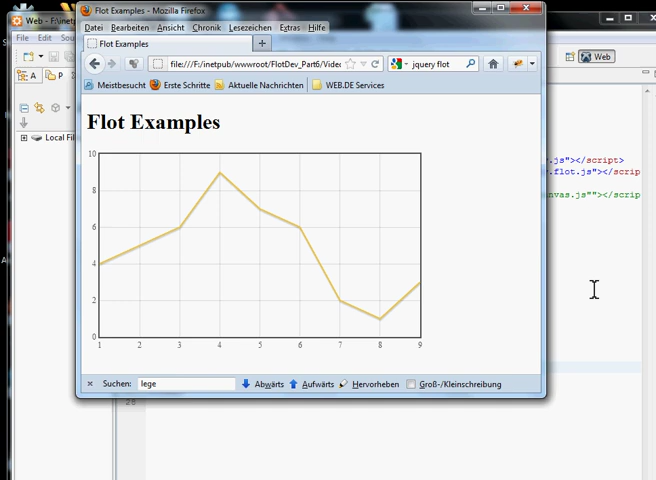 Flot Examples - Mozilla Firefox
Web - F:\inetp
File Edit Sou
Datei Bearbeiten Ansicht Chronik Lesezeichen Extras Hilfe
Flot Examples
file:///F:/inetpub/wwwroot/FlotDev_Part6/Video
jquery flot
Web
A P
Meistbesucht Erste Schritte Aktuelle Nachrichten WEB.DE Services
Local Fil
Flot Examples
.js"></script>
.flot.js"></scrip
nvas.js""></scrip
10
8
6
4
2
0
1 2 3 4 5 6 7 8 9
Suchen: lege Abwärts Aufwärts Hervorheben Groß-/Kleinschreibung
28